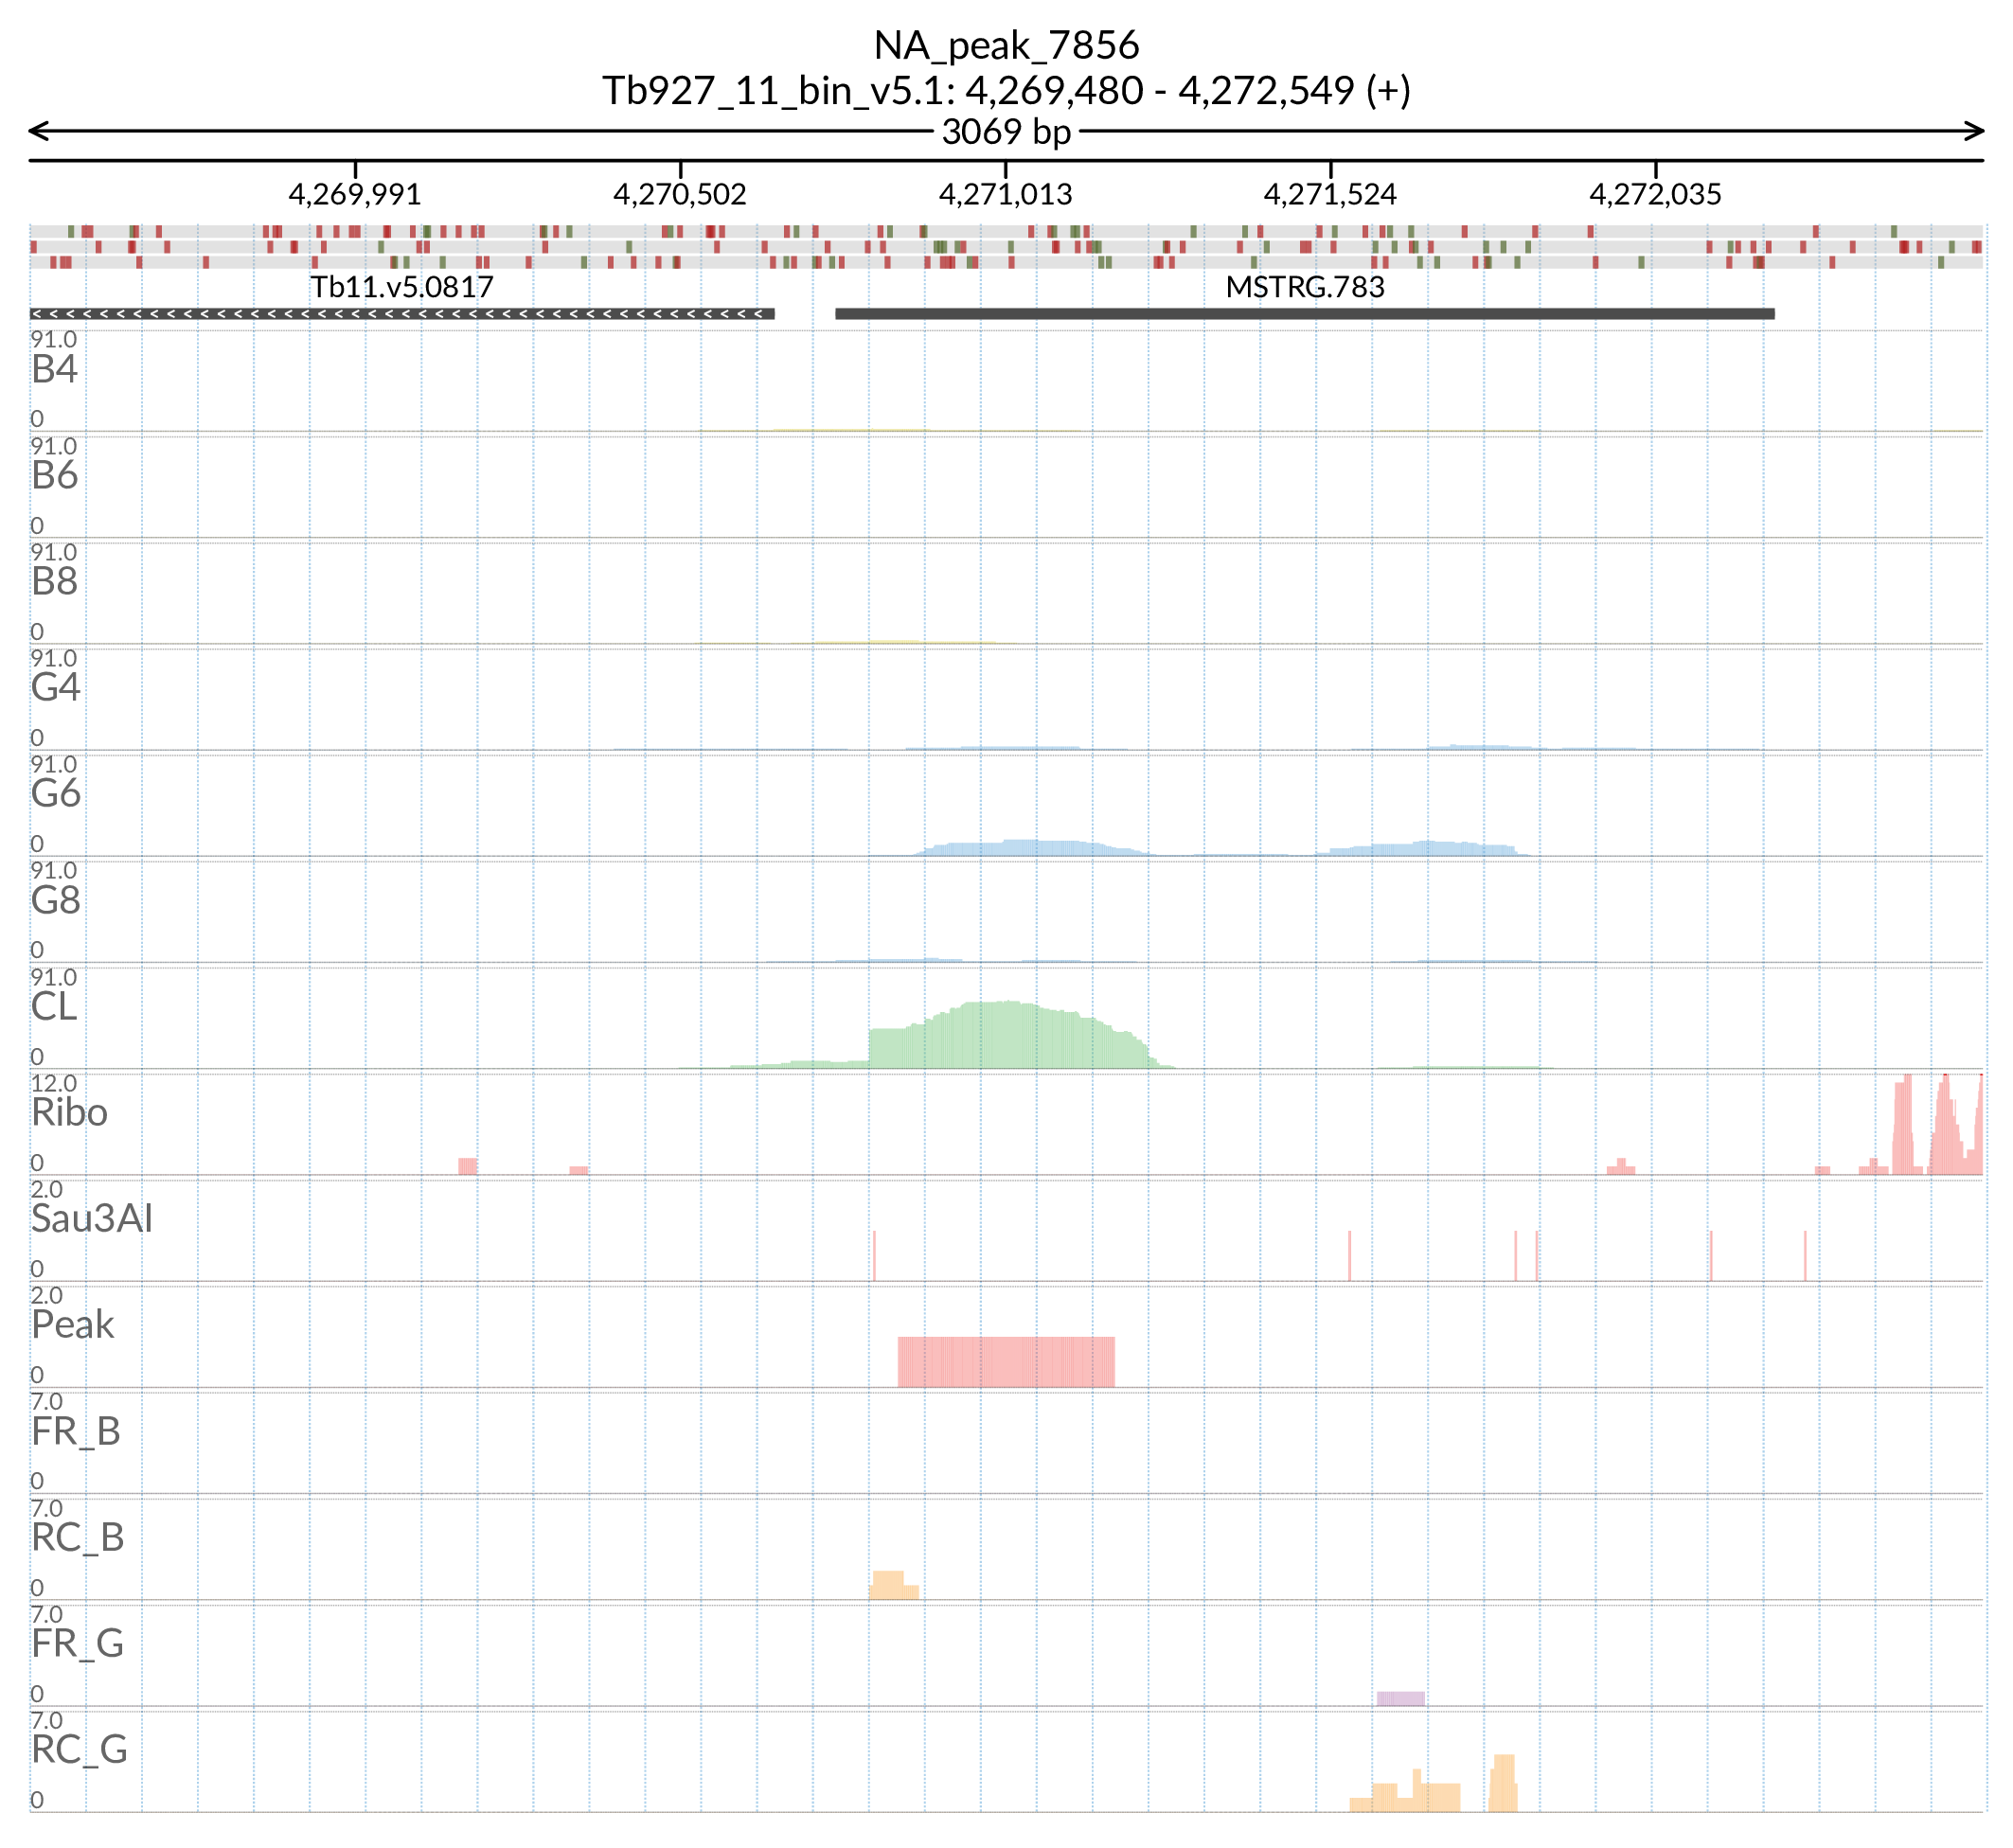 NA_peak_7856
Tb927_11_bin_v5.1: 4,269,480 - 4,272,549 (+)
3069 bp
4,269,991 4,270,502 4,271,013 4,271,524 4,272,035
Tb11.v5.0817 MSTRG.783
91.0
B4
0
91.0
B6
0
91.0
B8
0
91.0
G4
0
91.0
G6
0
91.0
G8
0
91.0
CL
0
12.0
Ribo
0
2.0
Sau3AI
0
2.0
Peak
0
7.0
FR_B
0
7.0
RC_B
0
7.0
FR_G
0
7.0
RC_G
0